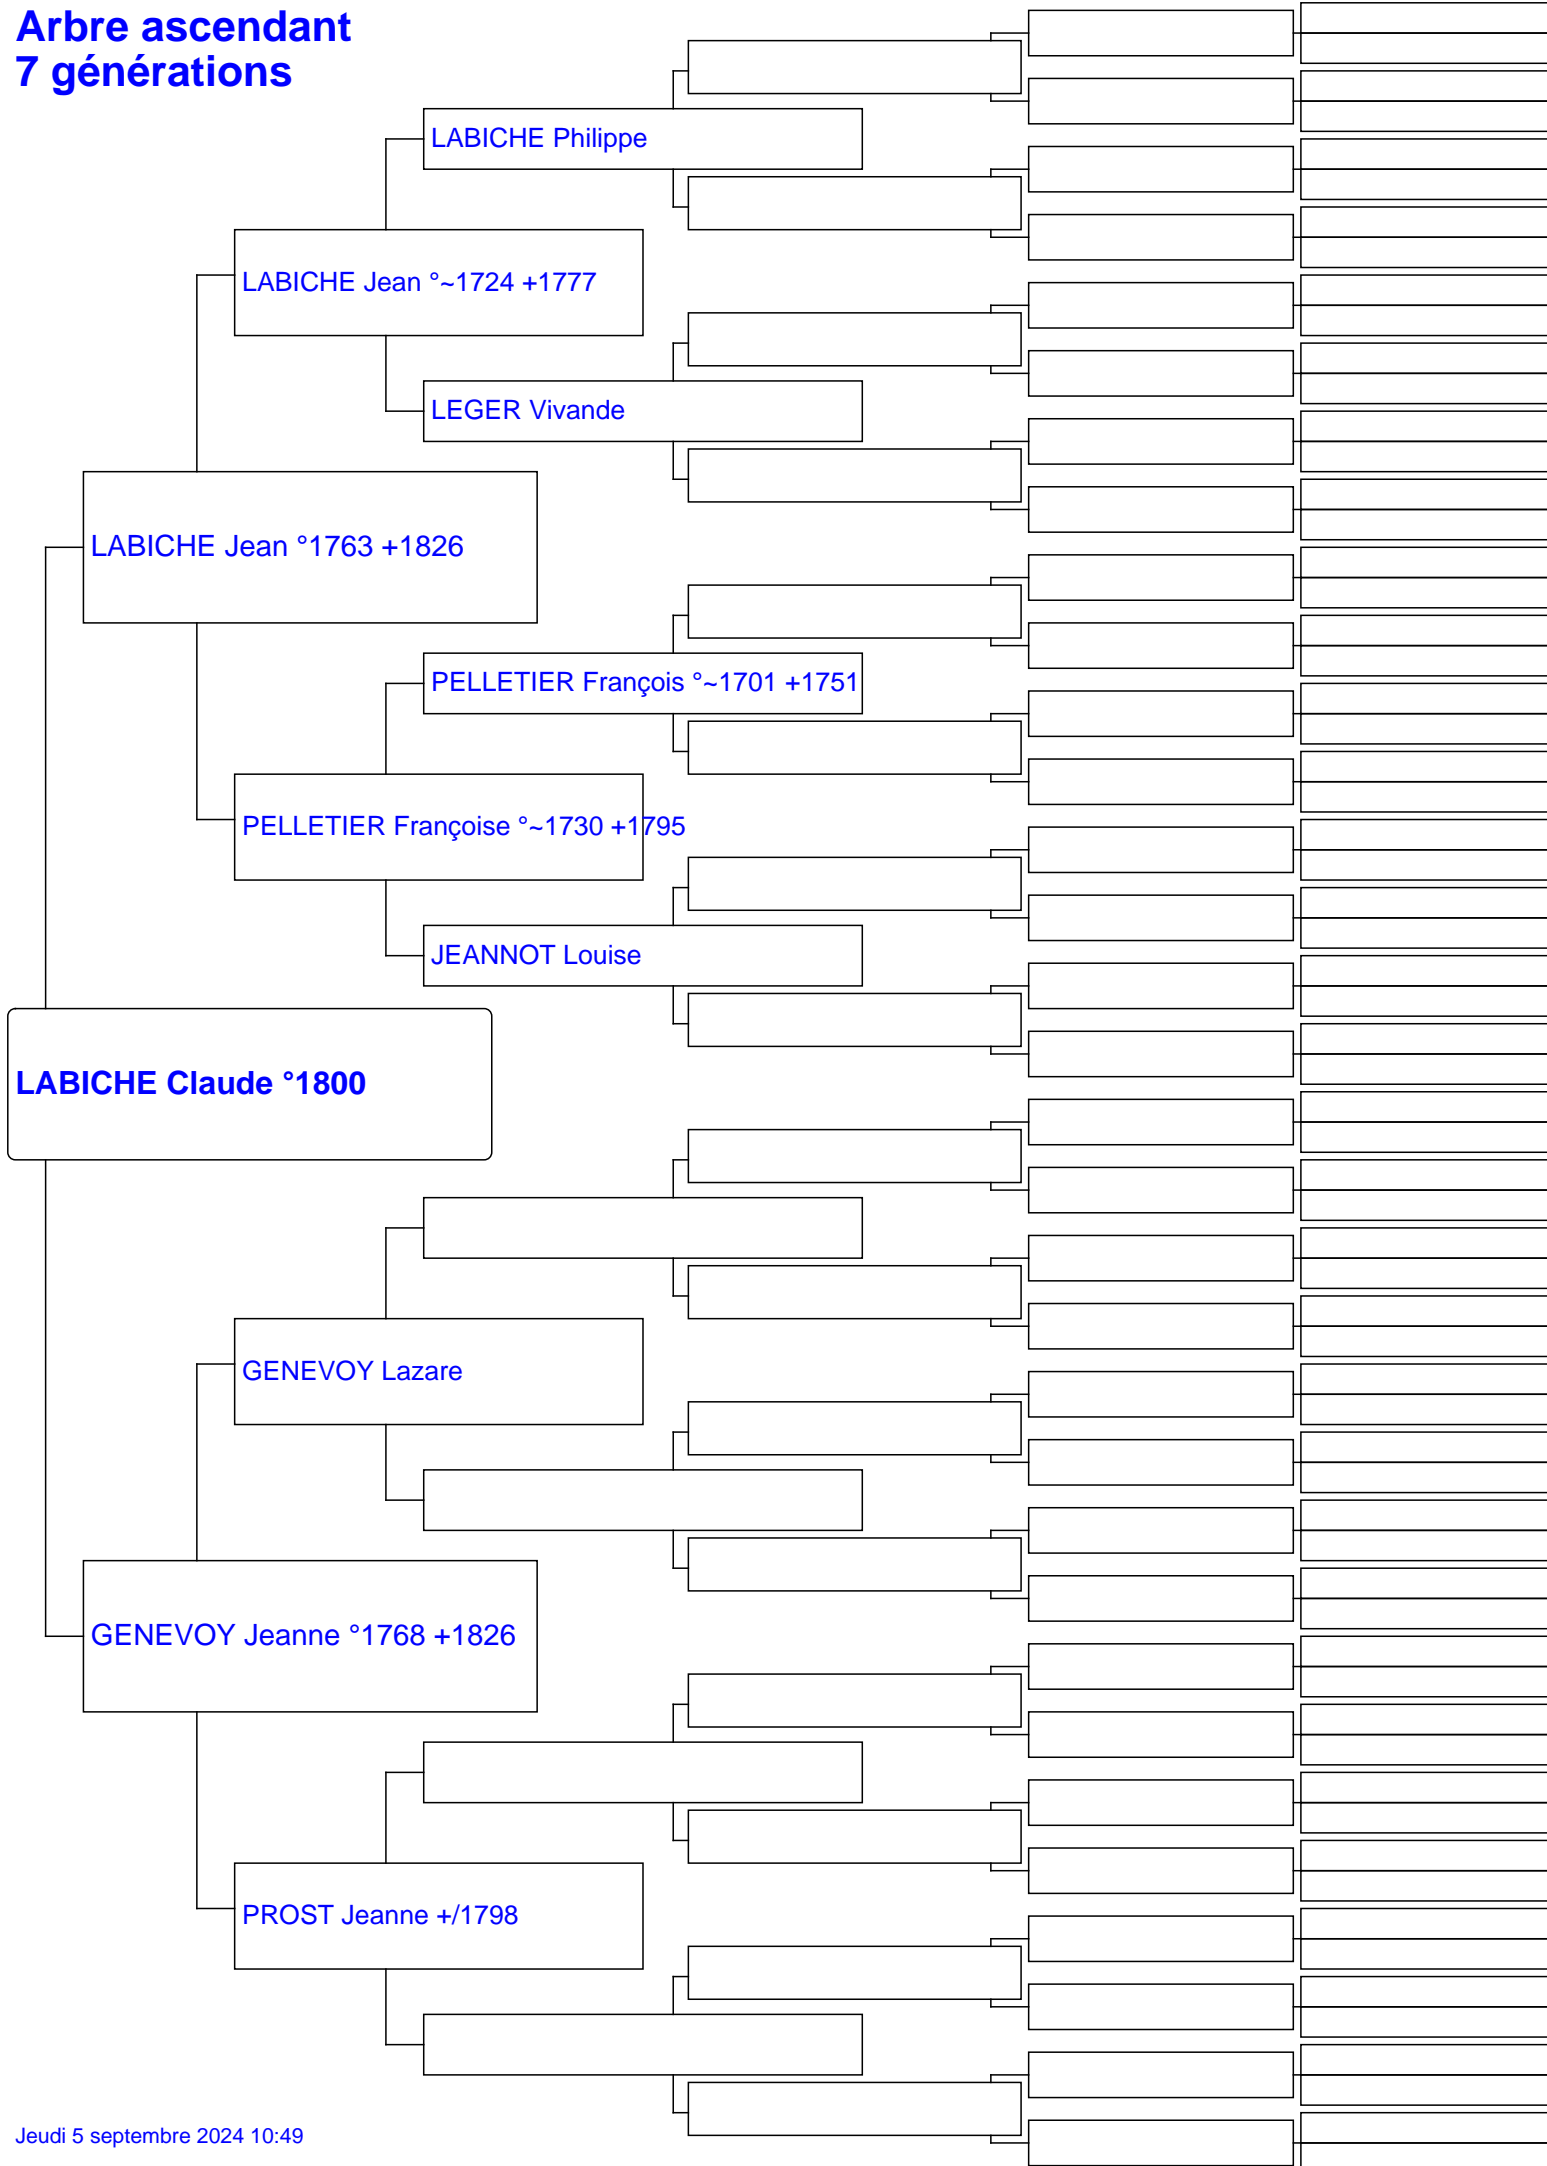 Arbre ascendant
7 générations
LABICHE Philippe
LABICHE Jean °~1724 +1777
LEGER Vivande
LABICHE Jean °1763 +1826
PELLETIER François °~1701 +1751
PELLETIER Françoise °~1730 +1795
JEANNOT Louise
LABICHE Claude °1800
GENEVOY Lazare
GENEVOY Jeanne °1768 +1826
PROST Jeanne +/1798
Jeudi 5 septembre 2024 10:49